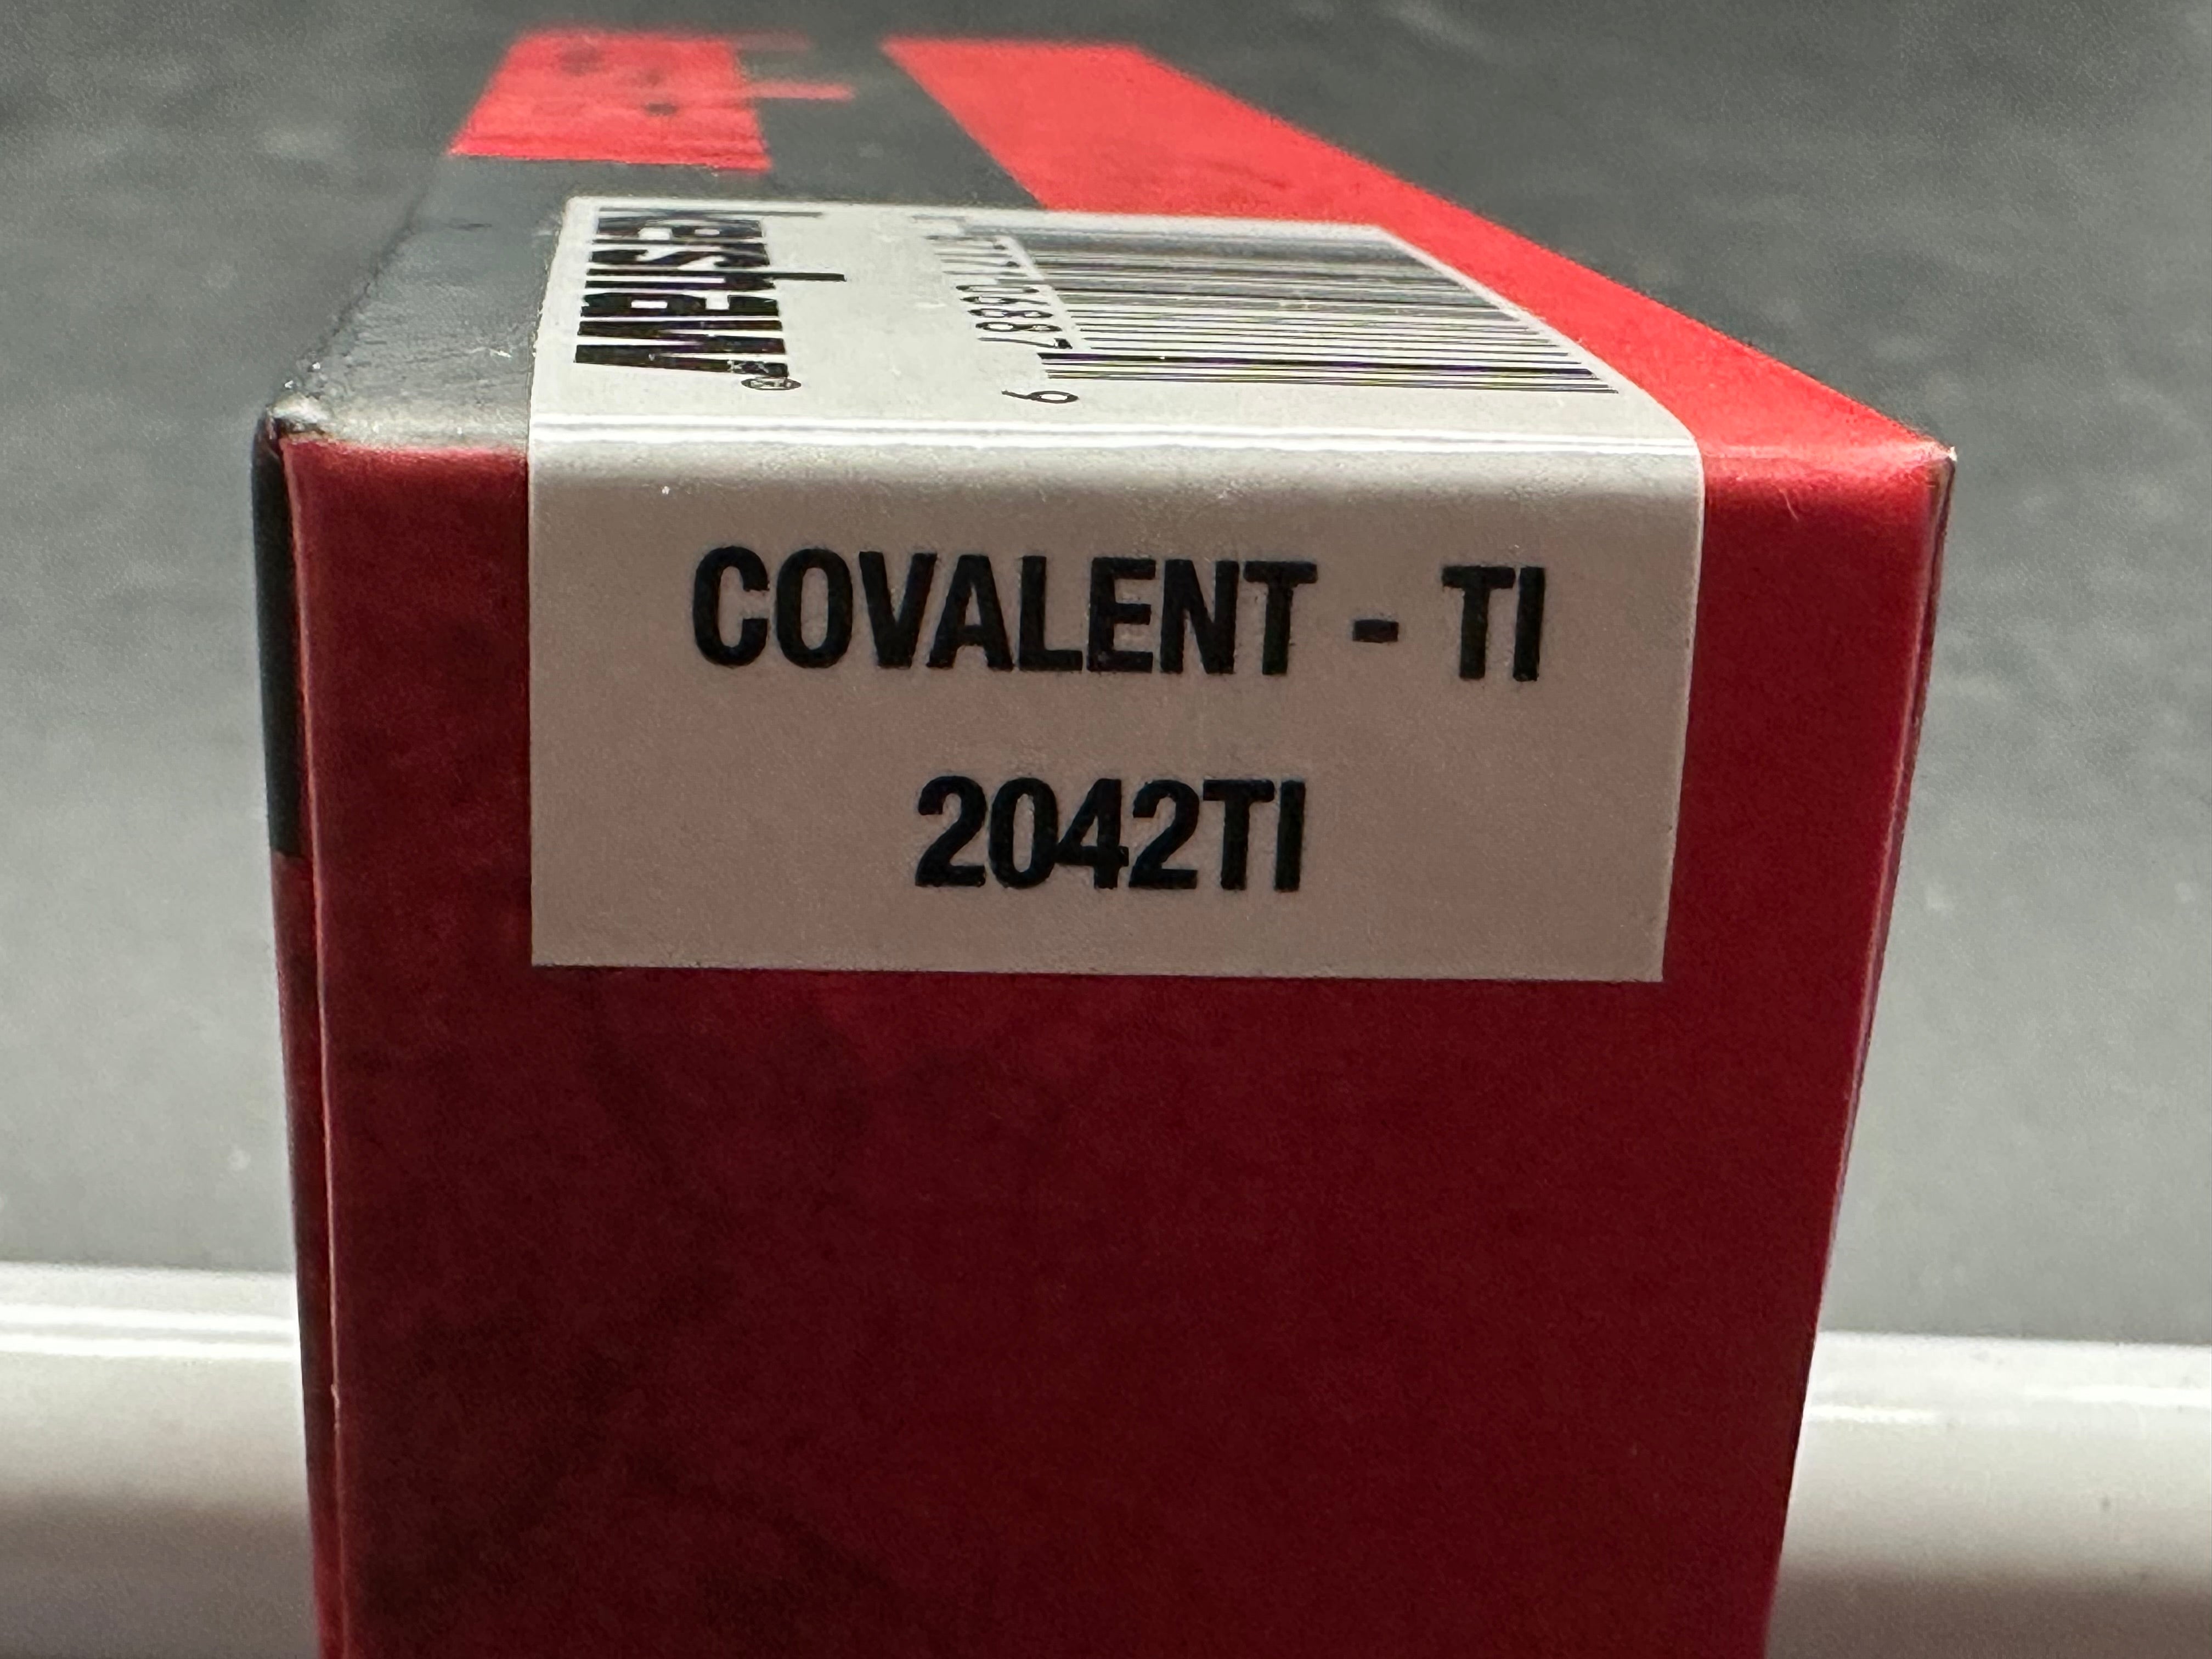 kershaw®
COVALENT - TI
2042TI